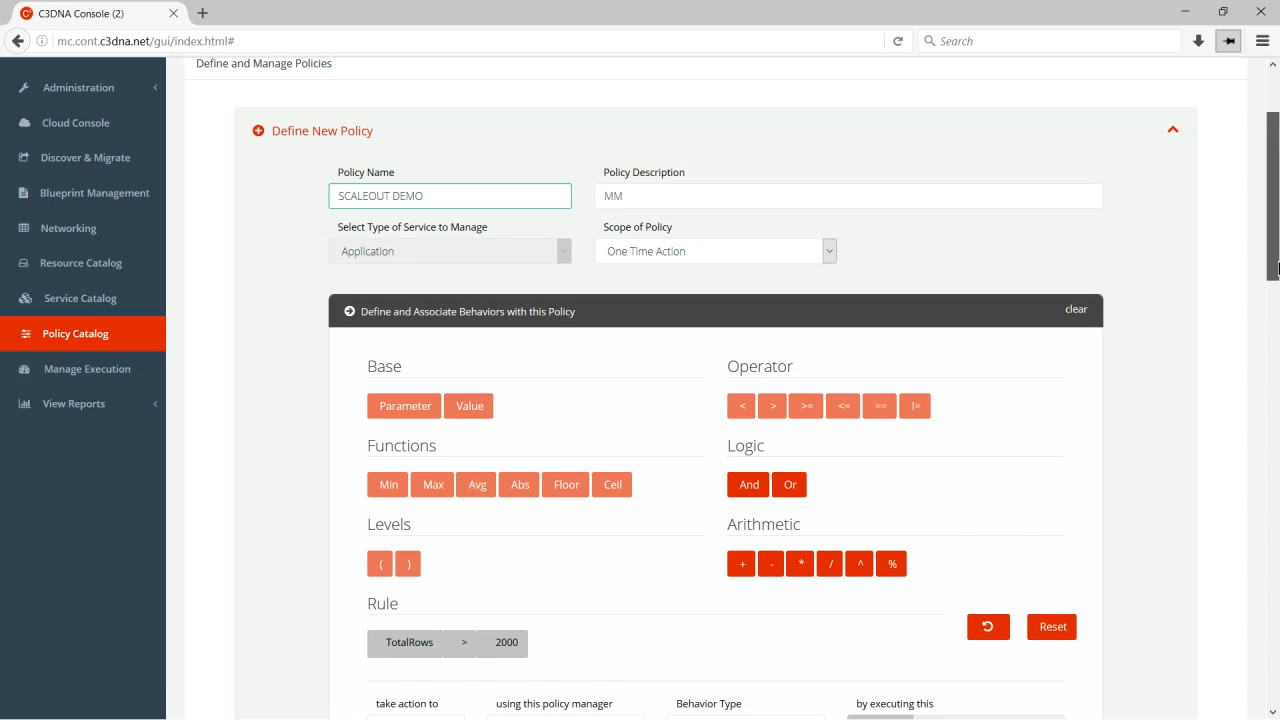 C3DNA Console (2)
mc.cont.c3dna.net/gui/index.html#
Search
Administration
Cloud Console
Discover & Migrate
Blueprint Management
Networking
Resource Catalog
Service Catalog
Policy Catalog
Manage Execution
View Reports
Define and Manage Policies
Define New Policy
Policy Name
Policy Description
SCALEOUT DEMO
MM
Select Type of Service to Manage
Scope of Policy
Application
One Time Action
Define and Associate Behaviors with this Policy
clear
Base
Operator
Parameter Value
< > >= <= == !=
Functions
Logic
Min Max Avg Abs Floor Ceil
And Or
Levels
Arithmetic
( )
+ - * / ^ %
Rule
Reset
TotalRows > 2000
take action to
using this policy manager
Behavior Type
by executing this